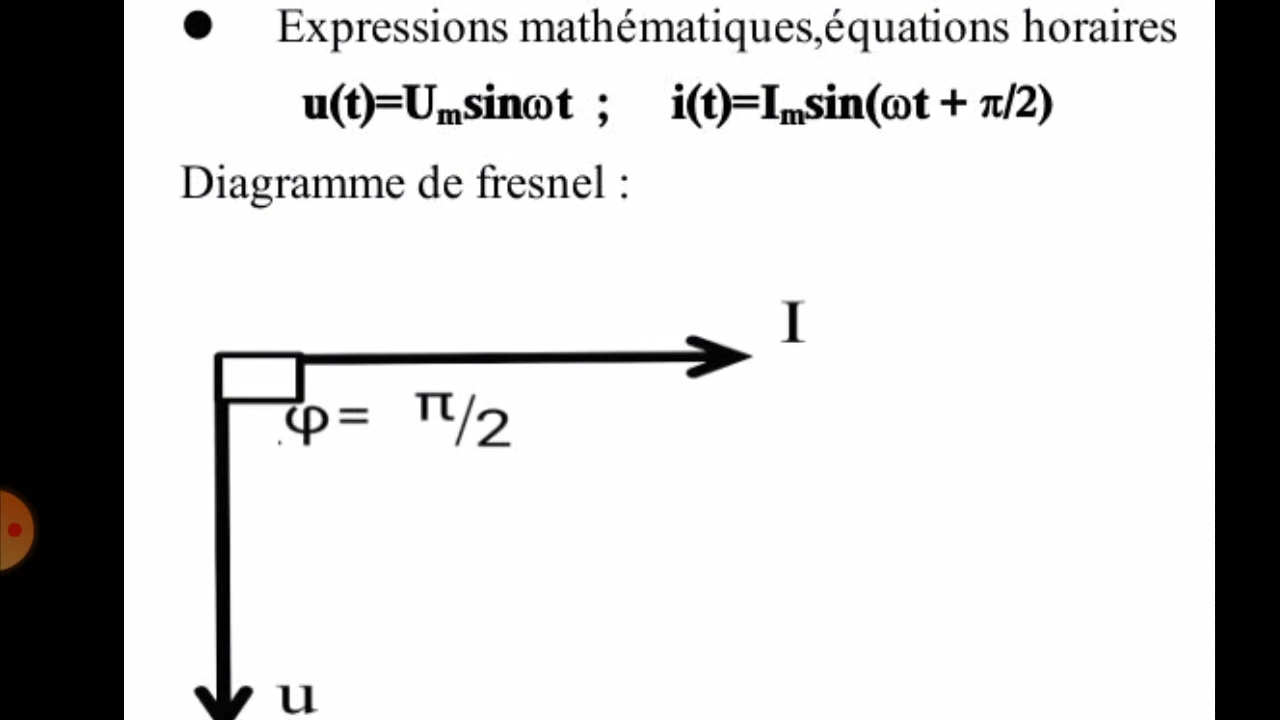 ● Expressions mathématiques,équations horaires
u(t)=Uₘsinωt ; i(t)=Iₘsin(ωt + π/2)
Diagramme de fresnel :
I
φ= π/2
u